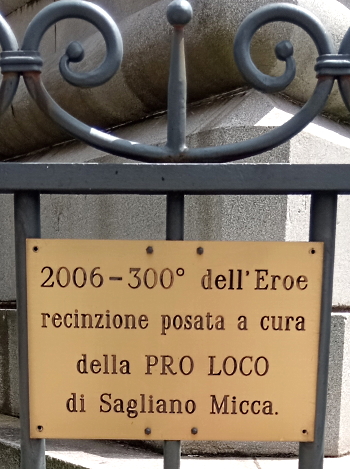 2006-300° dell'Eroe
recinzione posata a cura
della PRO LOCO
di Sagliano Micca.